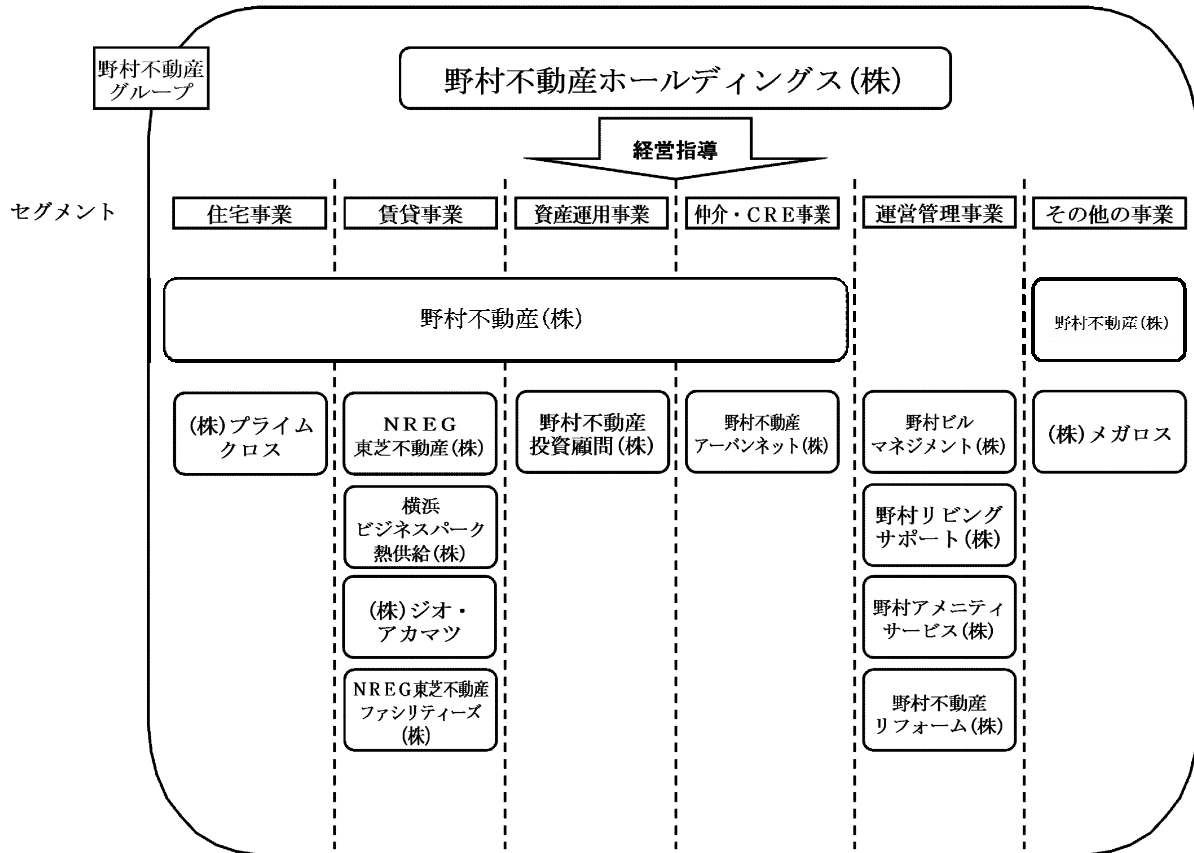 野村不動産
グループ
野村不動産ホールディングス(株)
経営指導
セグメント
住宅事業
賃貸事業
資産運用事業
仲介・CRE事業
運営管理事業
その他の事業
野村不動産(株)
野村不動産(株)
(株)プライム
クロス
NREG
東芝不動産(株)
野村不動産
投資顧問(株)
野村不動産
アーバンネット(株)
野村ビル
マネジメント(株)
(株)メガロス
横浜
ビジネスパーク
熱供給(株)
野村リビング
サポート(株)
(株)ジオ・
アカマツ
野村アメニティ
サービス(株)
NREG東芝不動産
ファシリティーズ
(株)
野村不動産
リフォーム(株)